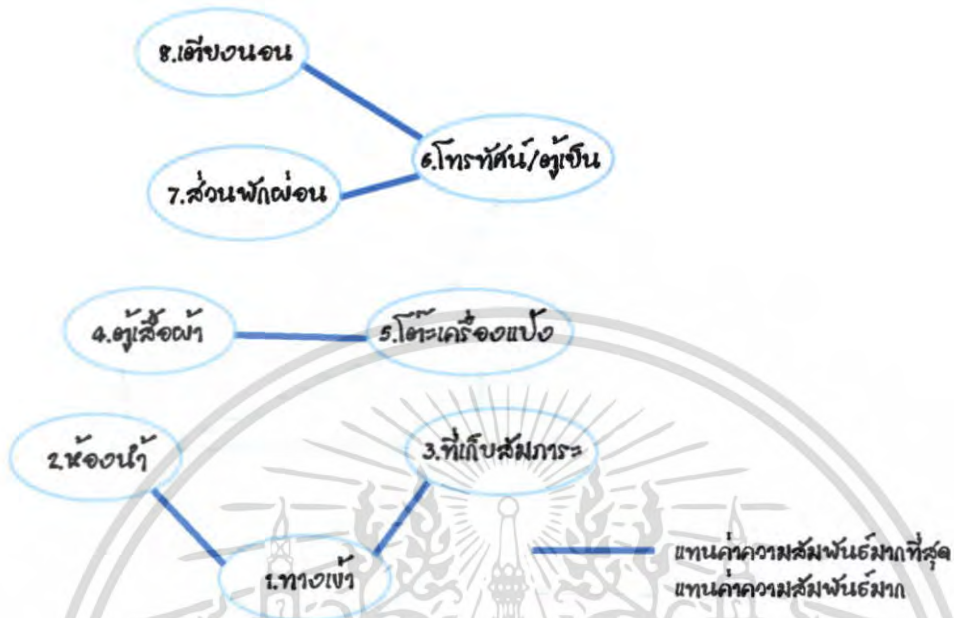 8.เตียงนอน
6.โทรทัศน์/ตู้เย็น
7.ส่วนพักผ่อน
4.ตู้เสื้อผ้า
5.โต๊ะเครื่องแป้ง
2.ห้องน้ำ
3.ที่เก็บสัมภาระ
1.ทางเข้า
แทนค่าความสัมพันธ์มากที่สุด
แทนค่าความสัมพันธ์มาก